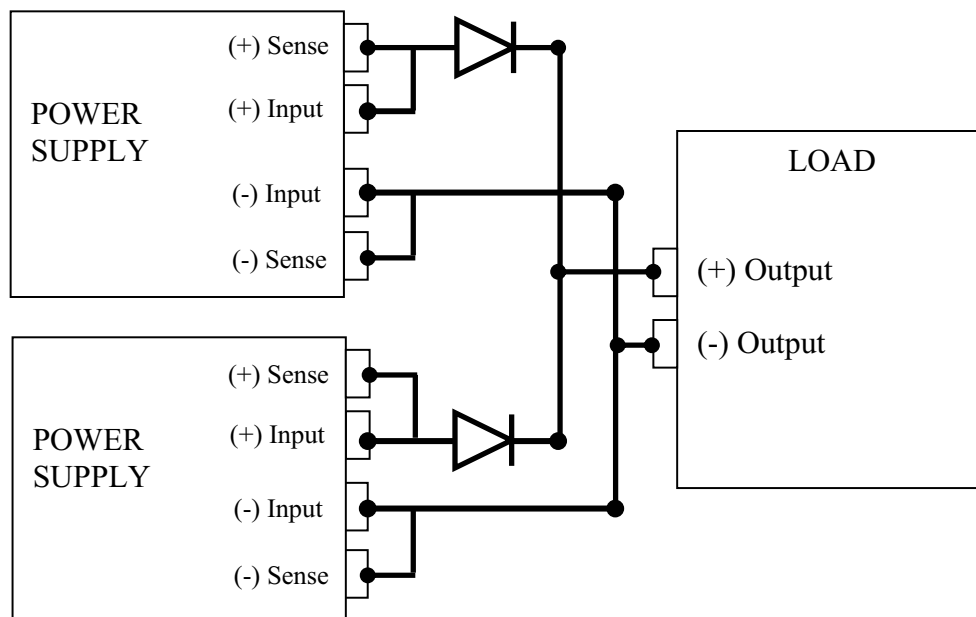 (+) Sense
POWER
SUPPLY
(+) Input
(-) Input
(-) Sense
LOAD
(+) Output
(-) Output
(+) Sense
POWER
SUPPLY
(+) Input
(-) Input
(-) Sense